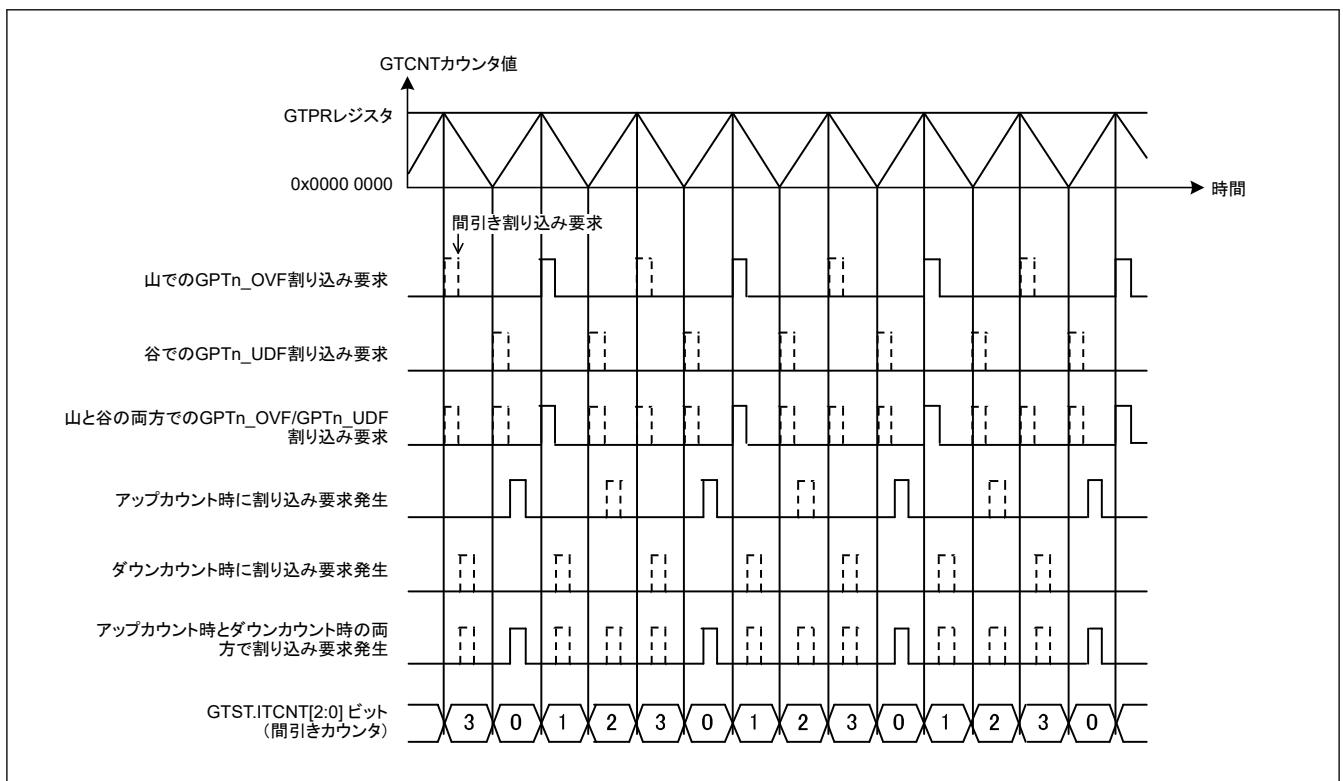 GTCNTカウンタ値
GTPRレジスタ
0x0000 0000
時間
間引き割り込み要求
山でのGPTn_OVF割り込み要求
谷でのGPTn_UDF割り込み要求
山と谷の両方でのGPTn_OVF/GPTn_UDF
割り込み要求
アップカウント時に割り込み要求発生
ダウンカウント時に割り込み要求発生
アップカウント時とダウンカウント時の両
方で割り込み要求発生
GTST.ITCNT[2:0] ビット
（間引きカウンタ）
3 0 1 2 3 0 1 2 3 0 1 2 3 0